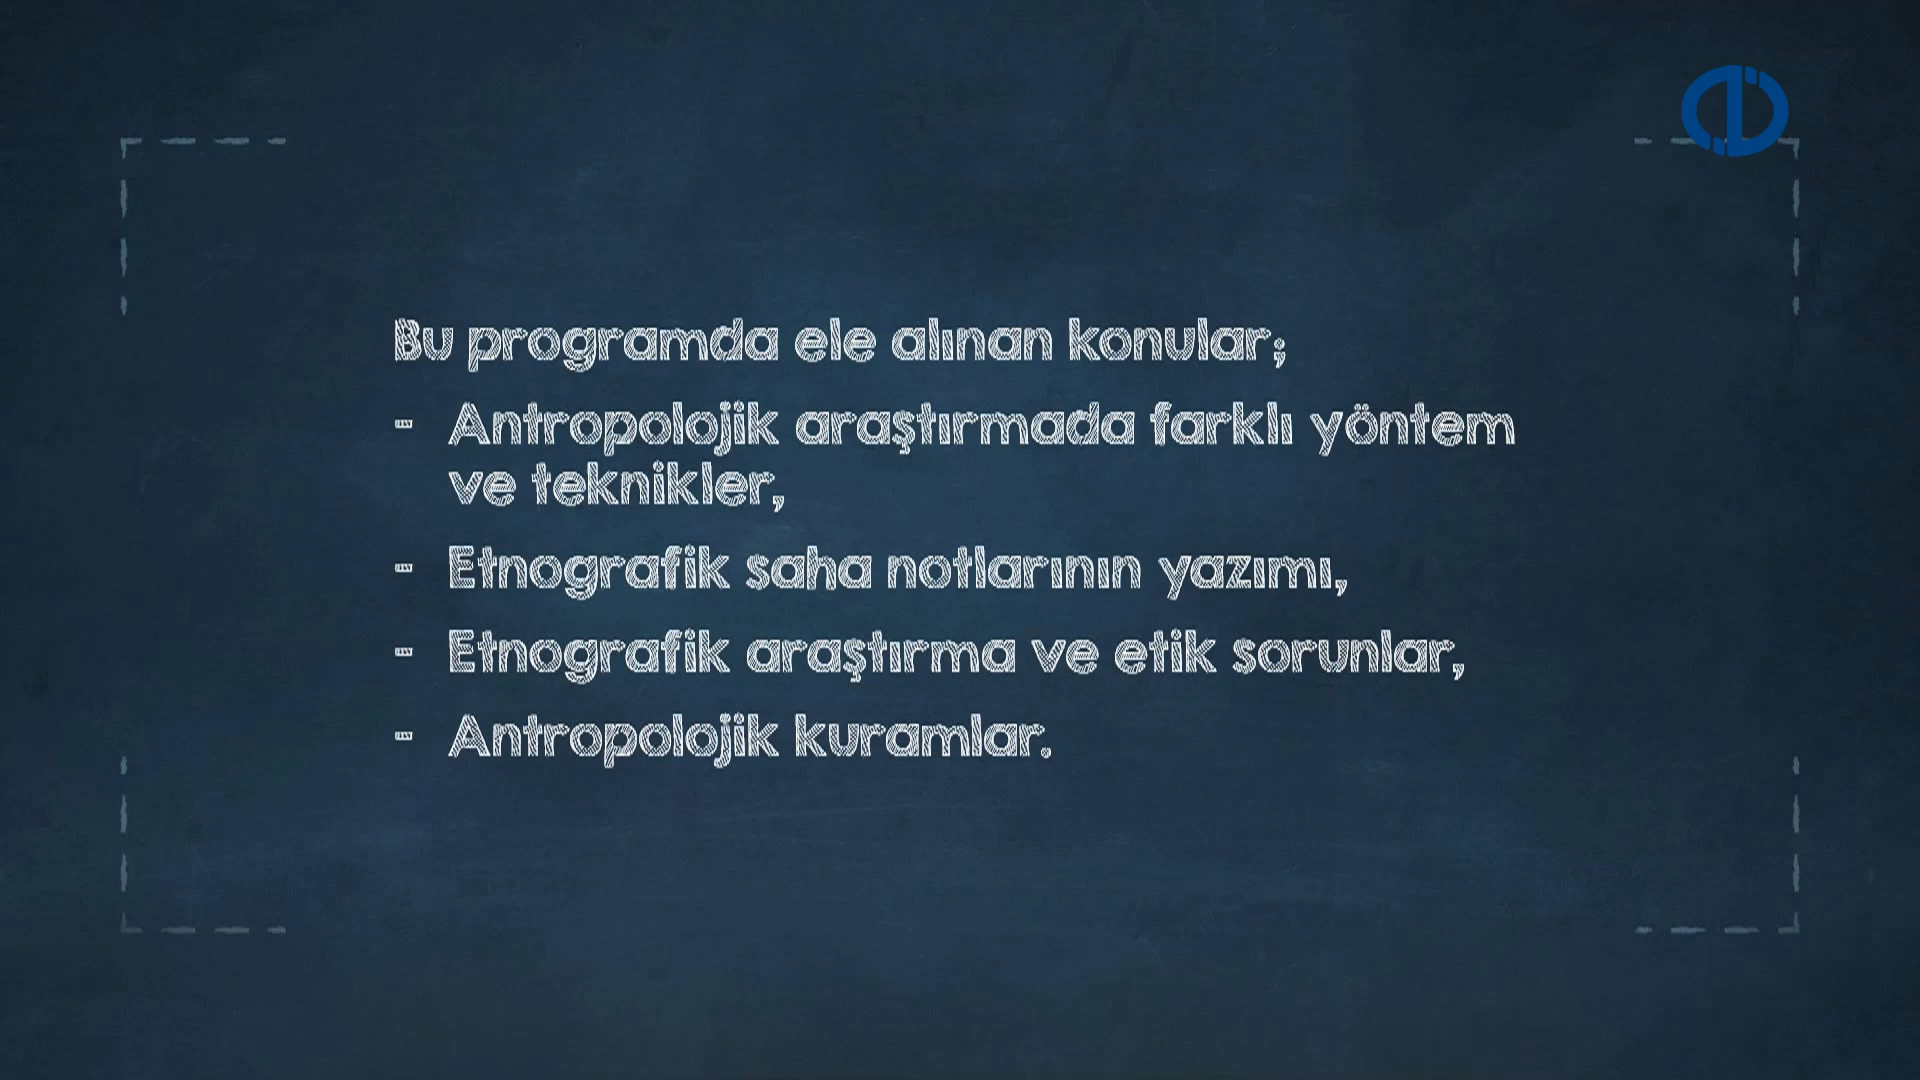 Bu programda ele alınan konular;
- Antropolojik araştırmada farklı yöntem
ve teknikler,
- Etnografik saha notlarının yazımı,
- Etnografik araştırma ve etik sorunlar,
- Antropolojik kuramlar.